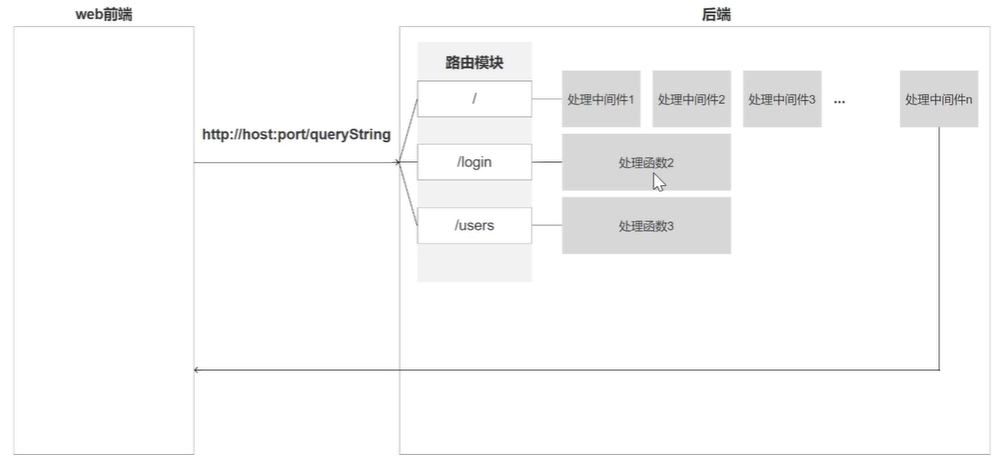 web前端
后端
路由模块
/
处理中间件1
处理中间件2
处理中间件3
...
处理中间件n
http://host:port/queryString
/login
处理函数2
/users
处理函数3